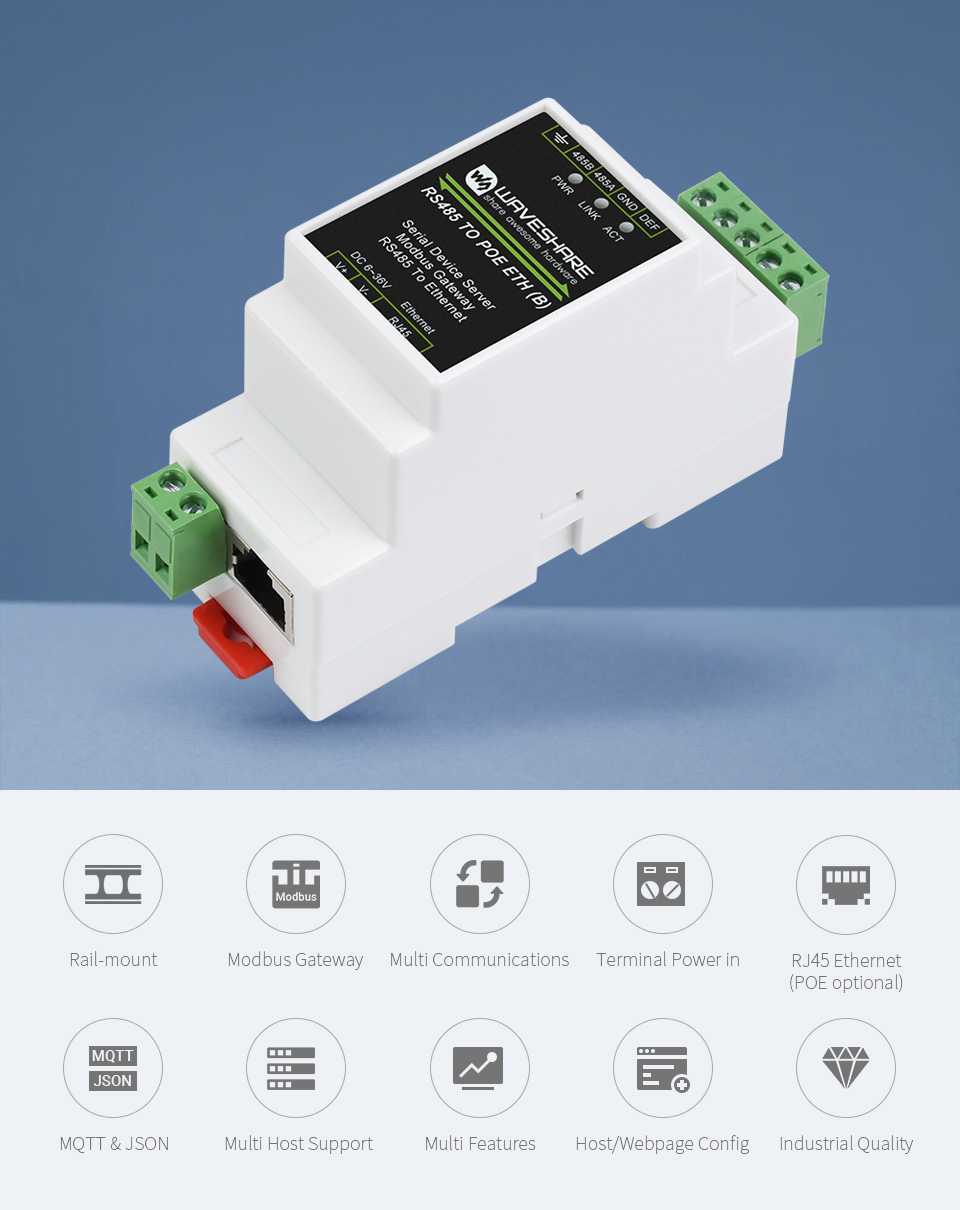 485B 485A GND DEF
PWR LINK ACT
WAVESHARE
share awesome hardware
RS485 TO POE ETH (B)
Serial Device Server
Modbus Gateway
RS485 To Ethernet
DC 6~36V
V+ V-
Ethernet
RJ45
Modbus
Rail-mount
Modbus Gateway
Multi Communications
Terminal Power in
RJ45 Ethernet
(POE optional)
MQTT
JSON
MQTT & JSON
Multi Host Support
Multi Features
Host/Webpage Config
Industrial Quality